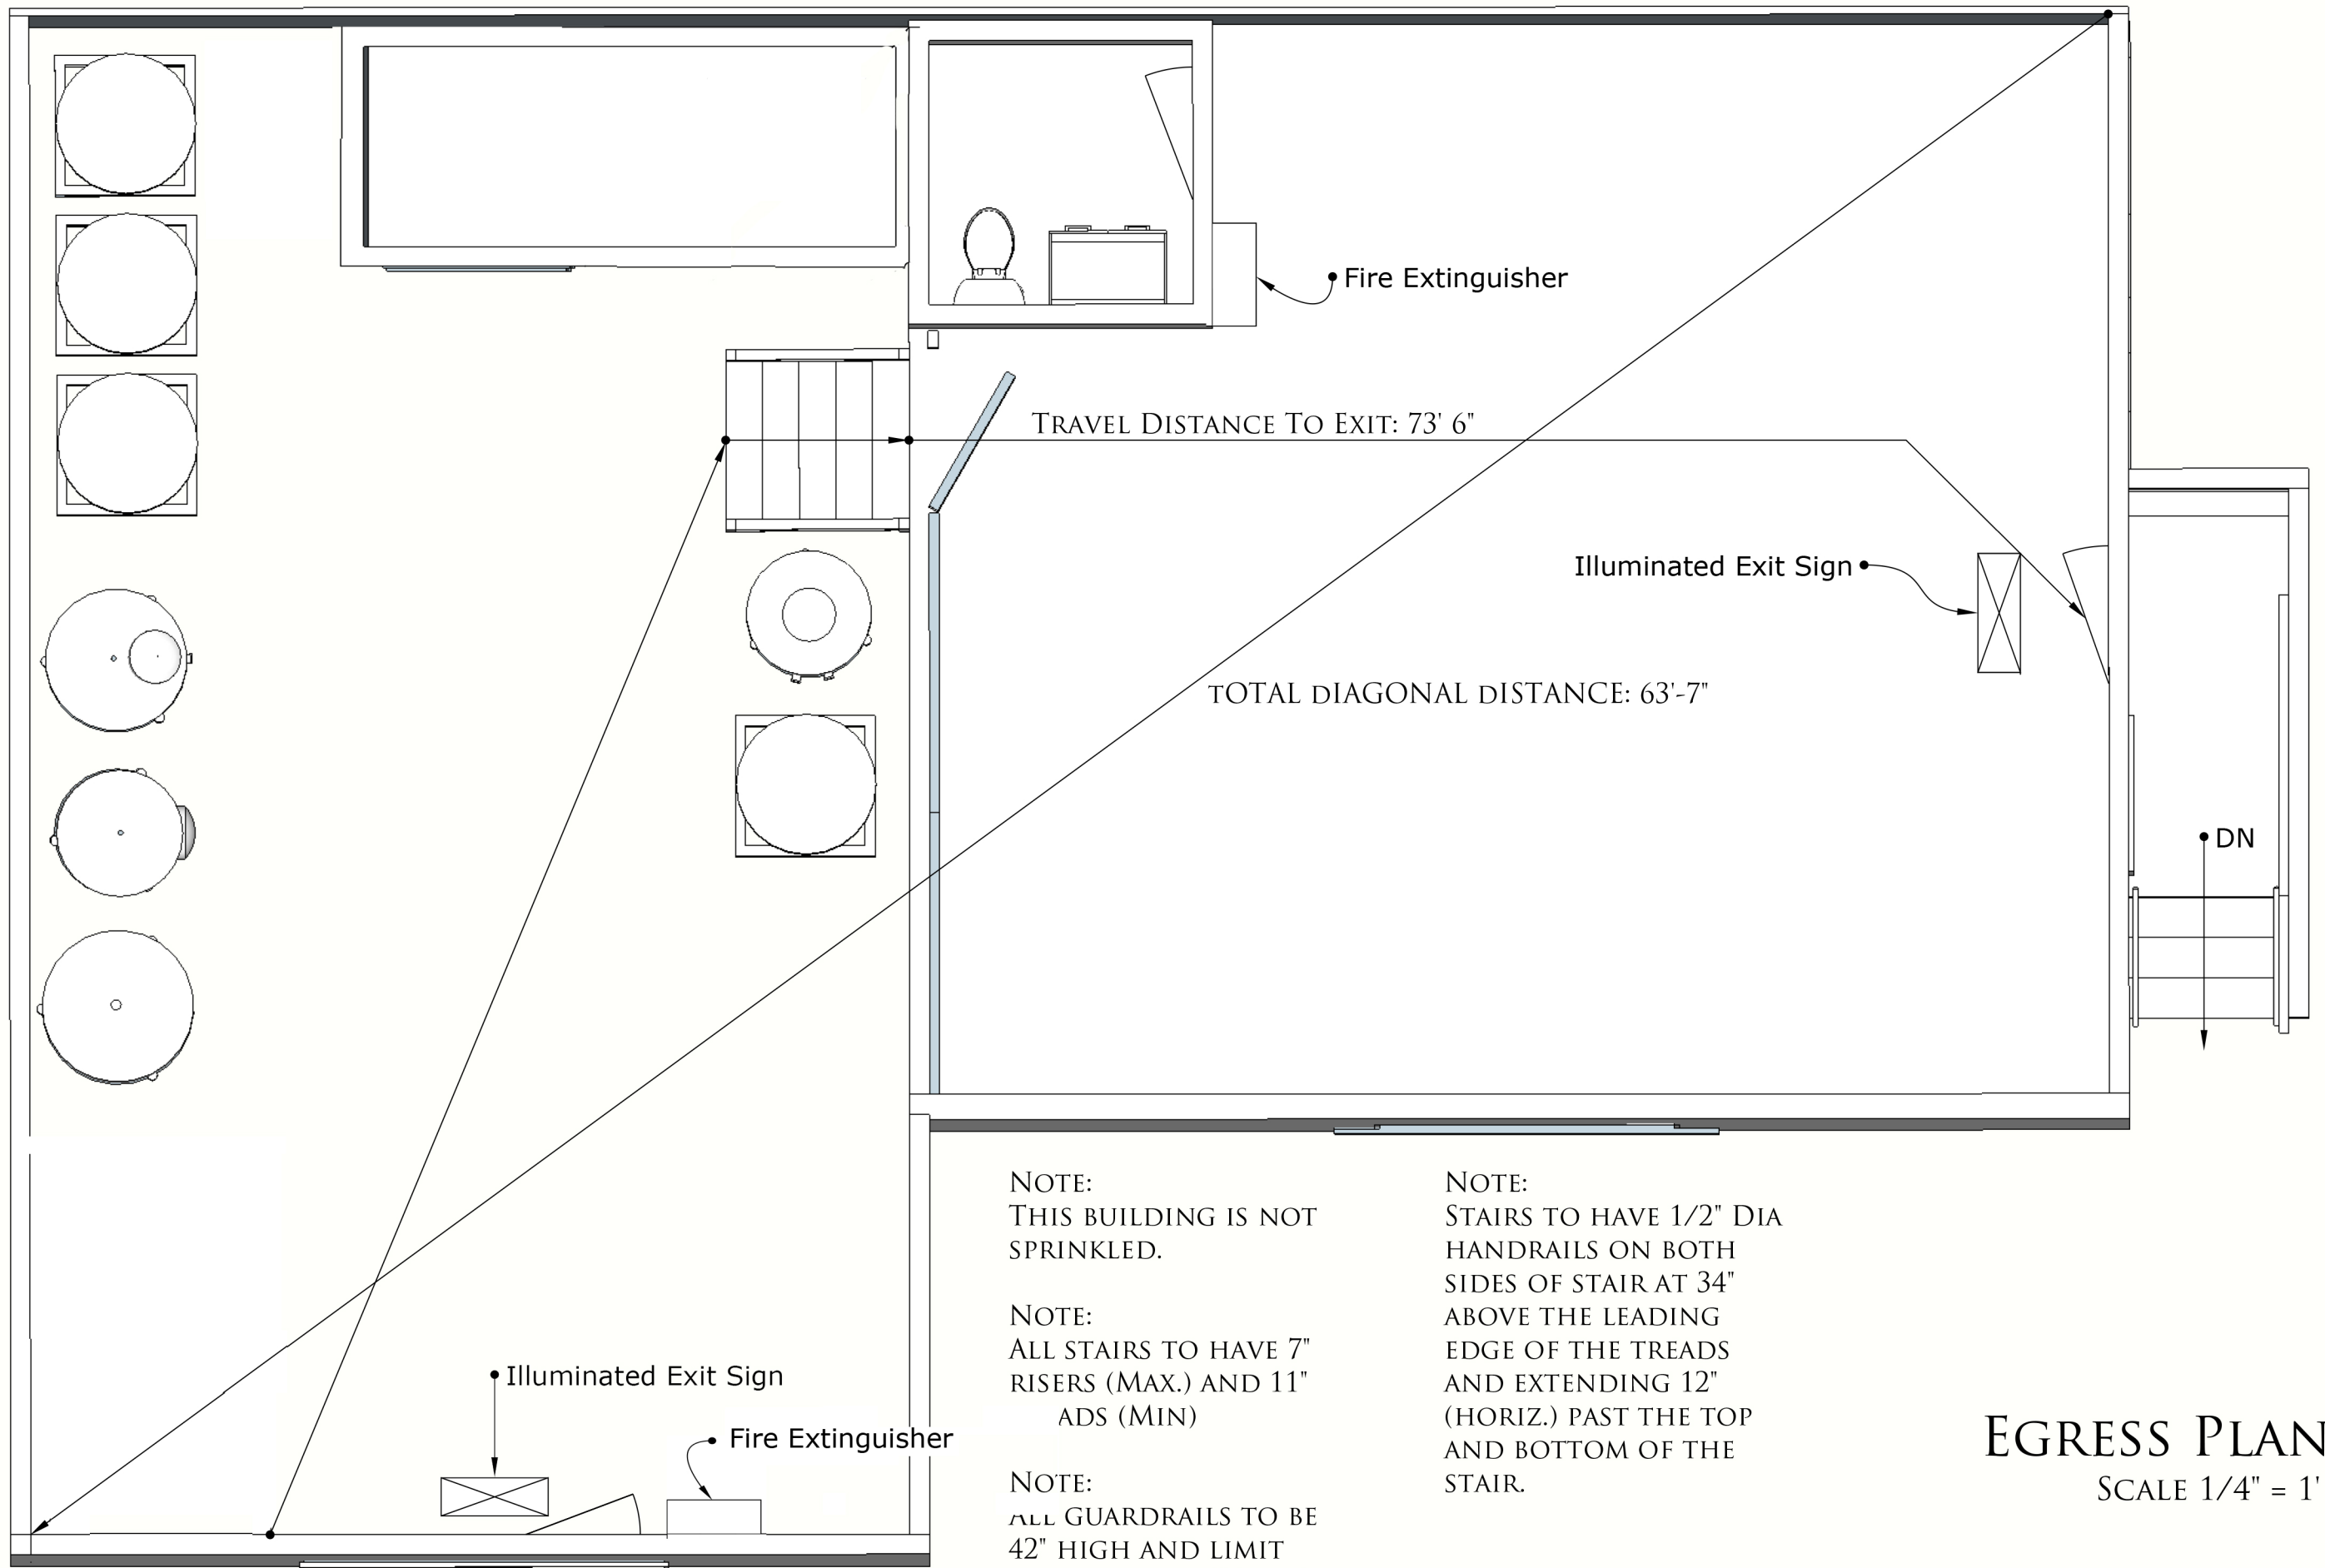 Fire Extinguisher
Travel Distance To Exit: 73' 6"
Illuminated Exit Sign
total diagonal distance: 63'-7"
DN
Note:
This building is not
sprinkled.
Note:
All stairs to have 7"
risers (Max.) and 11"
ads (Min)
Note:
All guardrails to be
42" high and limit
Note:
Stairs to have 1/2" Dia
handrails on both
sides of stair at 34"
above the leading
edge of the treads
and extending 12"
(horiz.) past the top
and bottom of the
stair.
Illuminated Exit Sign
Fire Extinguisher
Egress Plan
Scale 1/4" = 1'